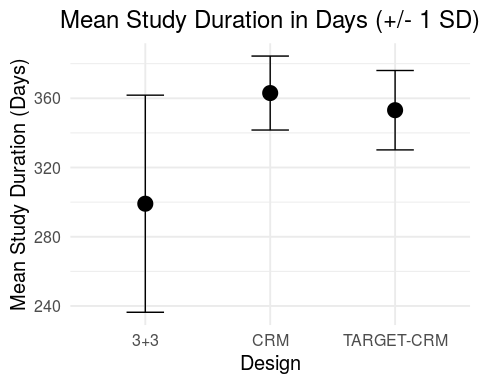 Mean Study Duration in Days (+/- 1 SD)
Mean Study Duration (Days)
360
320
280
240
3+3
CRM
TARGET-CRM
Design